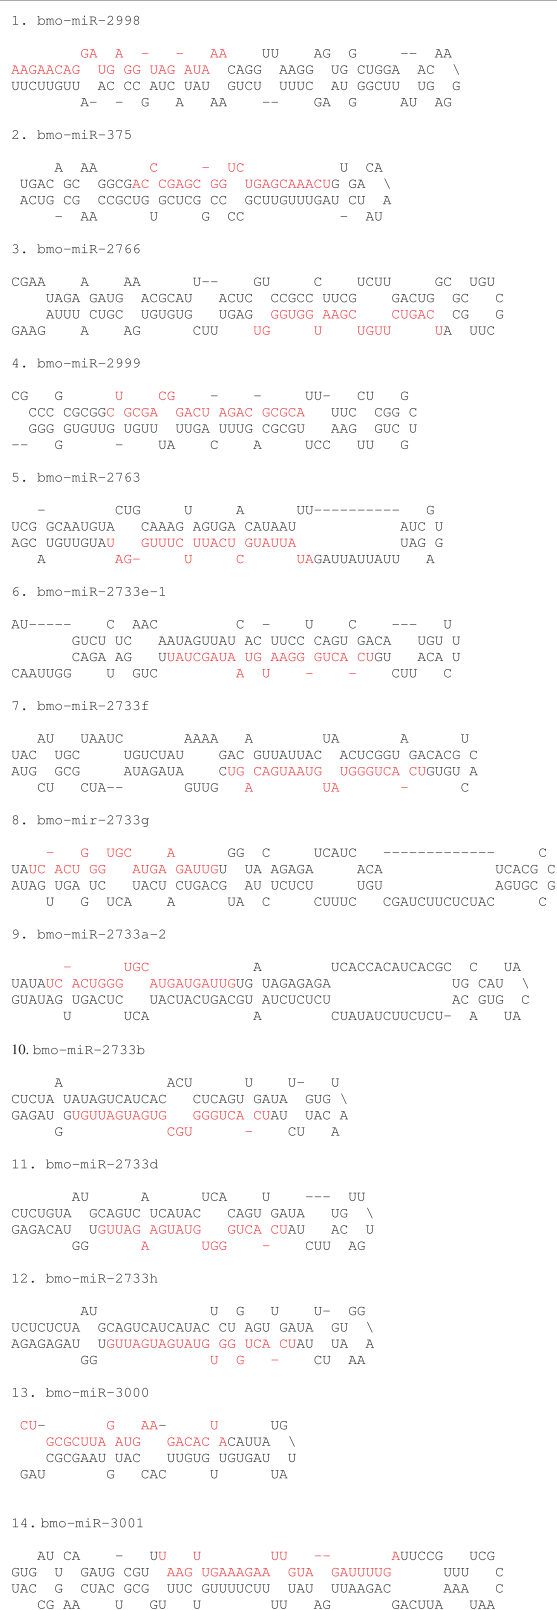 1. bmo-miR-2998
        GA  A  -   -   AA    UU    AG  G     --  AA
AAGAACAG  UG GG UAG AUA  CAGG  AAGG  UG CUGGA  AC  \
UUCUUGUU  AC CC AUC UAU  GUCU  UUUC  AU GGCUU  UG  G
        A-  -  G   A   AA    --    GA  G     AU  AG
2. bmo-miR-375
     A  AA      C     -  UC           U  CA
 UGAC GC  GGCGAC CGAGC GG  UGAGCAAACUG GA  \
 ACUG CG  CCGCUG GCUCG CC  GCUUGUUUGAU CU  A
     -  AA      U     G CC            -  AU
3. bmo-miR-2766
CGAA    A    AA      U--    GU     C    UCUU     GC  UGU
    UAGA GAUG  ACGCAU   ACUC  CCGCC UUCG    GACUG  GC   C
    AUUU CUGC  UGUGUG   UGAG  GGUGG AAGC    CUGAC  CG   G
GAAG    A    AG      CUU    UG     U    UGUU     UA  UUC
4. bmo-miR-2999
CG   G      U    CG    -    -     UU-   CU   G
  CCC CGCGGC GCGA  GACU AGAC GCGCA   UUC  CGG C
  GGG GUGUUG UGUU  UUGA UUUG CGCGU   AAG  GUC U
--   G      -    UA    C    A     UCC   UU   G
5. bmo-miR-2763
   -        CUG     U     A      UU----------   G
UCG GCAAUGUA   CAAAG AGUGA CAUAAU            AUC U
AGC UGUUGUAU   GUUUC UUACU GUAUUA            UAG G
   A        AG-     U     C      UAGAUUAUUAUU   A
6. bmo-miR-2733e-1
AU-----    C  AAC         C  -    U    C    ---   U
       GUCU UC   AAUAGUUAU AC UUCC CAGU GACA   UGU U
       CAGA AG   UUAUCGAUA UG AAGG GUCA CUGU   ACA U
CAAUUGG    U  GUC         A  U    -    -    CUU   C
7. bmo-miR-2733f
   AU   UAAUC       AAAA   A        UA       A      U
UAC  UGC     UGUCUAU    GAC GUUAUUAC  ACUCGGU GACACG C
AUG  GCG     AUAGAUA    CUG CAGUAAUG  UGGGUCA CUGUGU A
   CU   CUA--       GUUG   A        UA       -      C
8. bmo-mir-2733g
    -   G  UGC    A      GG  C     UCAUC   -------------     C
UAUC ACU GG   AUGA GAUUGU  UA AGAGA     ACA             UCACG C
AUAG UGA UC   UACU CUGACG  AU UCUCU     UGU             AGUGC G
    U   G  UCA    A      UA  C     CUUUC   CGAUCUUCUCUAC     C
9. bmo-miR-2733a-2
      -      UGC            A        UCACCACAUCACGC  C   UA
UAUAUC ACUGGG   AUGAUGAUUGUG UAGAGAGA              UG CAU  \
GUAUAG UGACUC   UACUACUGACGU AUCUCUCU              AC GUG  C
      U      UCA            A        CUAUAUCUUCUCU-  A   UA
10. bmo-miR-2733b
     A            ACU      U    U-   U
CUCUA UAUAGUCAUCAC   CUCAGU GAUA  GUG \
GAGAU GUGUUAGUAGUG   GGGUCA CUAU  UAC A
     G            CGU      -    CU   A
11. bmo-miR-2733d
       AU      A      UCA    U    ---  UU
CUCUGUA  GCAGUC UCAUAC   CAGU GAUA   UG  \
GAGACAU  UGUUAG AGUAUG   GUCA CUAU   AC  U
       GG      A      UGG    -    CUU  AG
12. bmo-miR-2733h
        AU             U  G   U    U-  GG
UCUCUCUA  GCAGUCAUCAUAC CU AGU GAUA  GU  \
AGAGAGAU  UGUUAGUAGUAUG GG UCA CUAU  UA  A
        GG             U  G   -    CU  AA
13. bmo-miR-3000
 CU-       G   AA-     U      UG
    GCGCUUA AUG   GACAC ACAUUA  \
    CGCGAAU UAC   UUGUG UGUGAU  U
 GAU       G   CAC     U      UA
14. bmo-miR-3001
   AU CA    -   UUU   U        UU   --       AUUCCG   UCG
GUG  U  GAUG CGU  AAG UGAAAGAA  GUA  GAUUUUG      UUU   C
UAC  G  CUAC GCG  UUC GUUUUCUU  UAU  UUAAGAC      AAA   C
   CG AA    U   GU   U        UU   AG       GACUUA   UAA